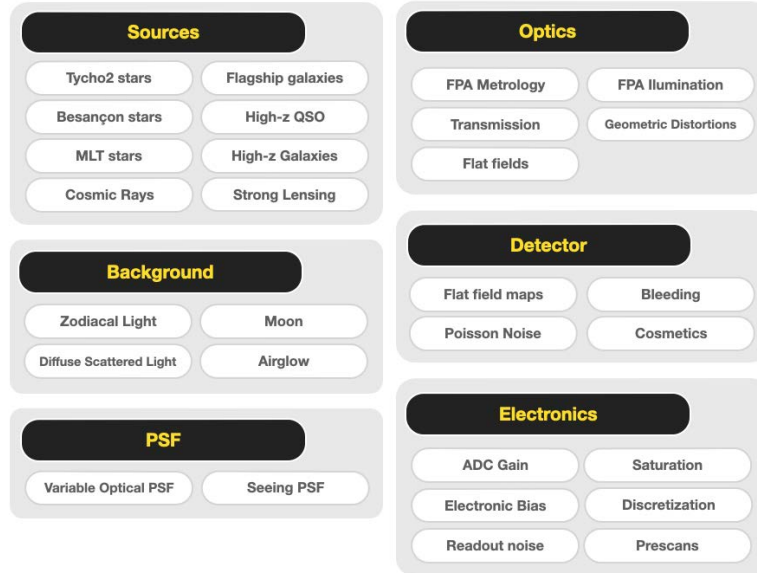 Sources
Tycho2 stars
Flagship galaxies
Besançon stars
High-z QSO
MLT stars
High-z Galaxies
Cosmic Rays
Strong Lensing
Background
Zodiacal Light
Moon
Diffuse Scattered Light
Airglow
PSF
Variable Optical PSF
Seeing PSF
Optics
FPA Metrology
FPA Ilumination
Transmission
Geometric Distortions
Flat fields
Detector
Flat field maps
Bleeding
Poisson Noise
Cosmetics
Electronics
ADC Gain
Saturation
Electronic Bias
Discretization
Readout noise
Prescans